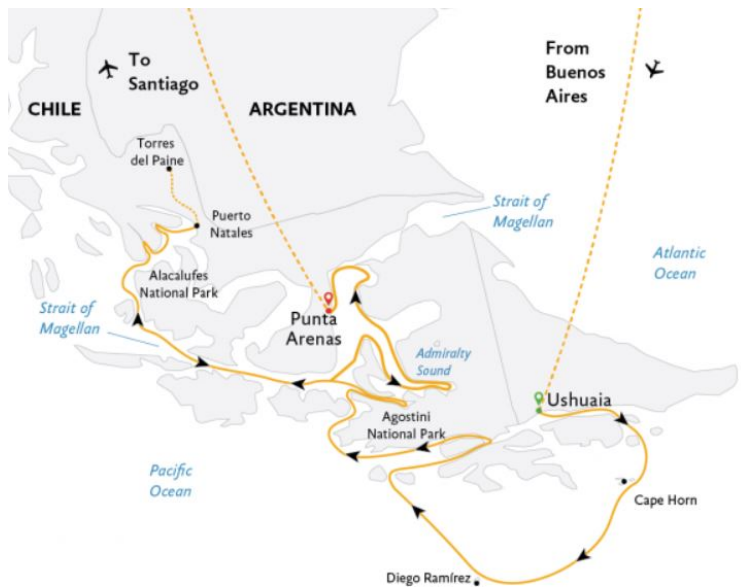 To
Santiago
From
Buenos
Aires
CHILE
ARGENTINA
Torres
del Paine
Strait of
Magellan
Puerto
Natales
Atlantic
Ocean
Alacalufes
National Park
Strait of
Magellan
Punta
Arenas
Admiralty
Sound
Ushuaia
Agostini
National Park
Pacific
Ocean
Cape Horn
Diego Ramírez